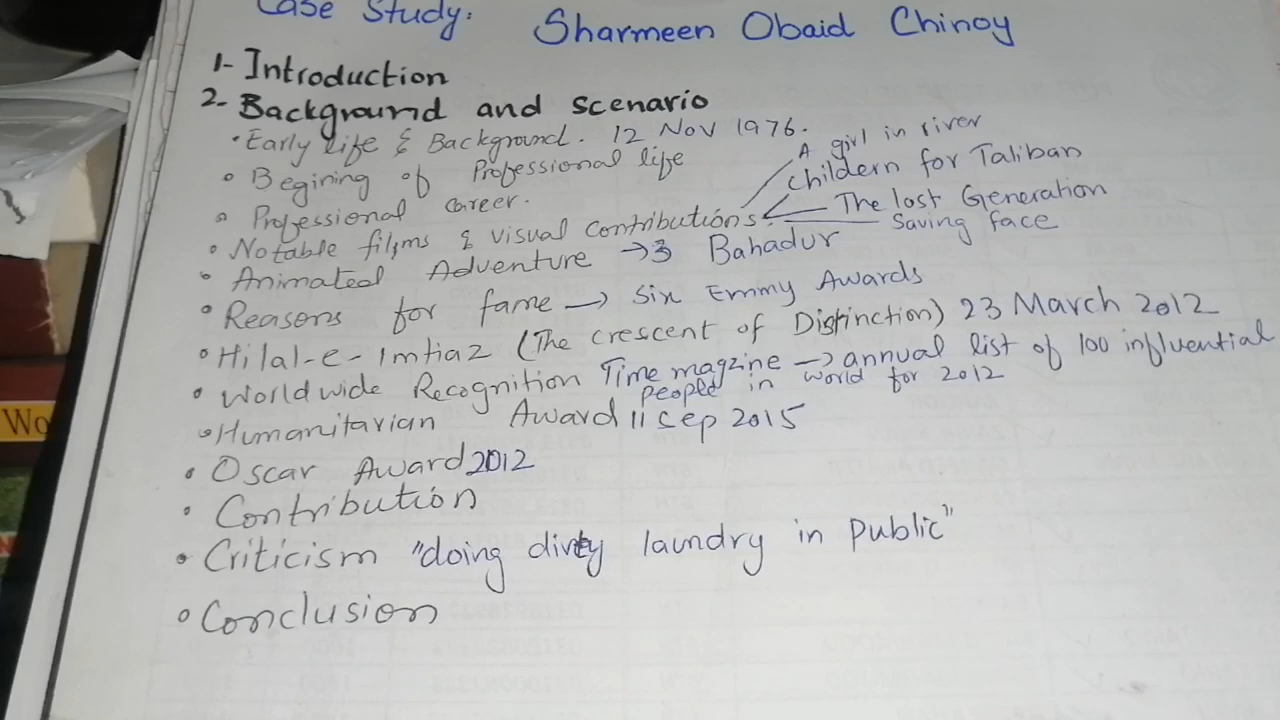 Case Study: Sharmeen Obaid Chinoy
1- Introduction
2- Background and scenario
• Early life & Background. 12 Nov 1976.
• Begining of Professional life
• Professional career.
• Notable films & visual contributions
A girl in river
Childern for Taliban
The lost Generation
Saving face
• Animated Adventure → 3 Bahadur
• Reasons for fame → Six Emmy Awards
• Hilal-e-Imtiaz (The crescent of Distinction) 23 March 2012
• Worldwide Recognition Time magzine → annual list of 100 influential
people in world for 2012
• Humanitarian Award 11 Sep 2015
• Oscar Award 2012
• Contribution
• Criticism "doing dirty laundry in public"
• Conclusion
Wo